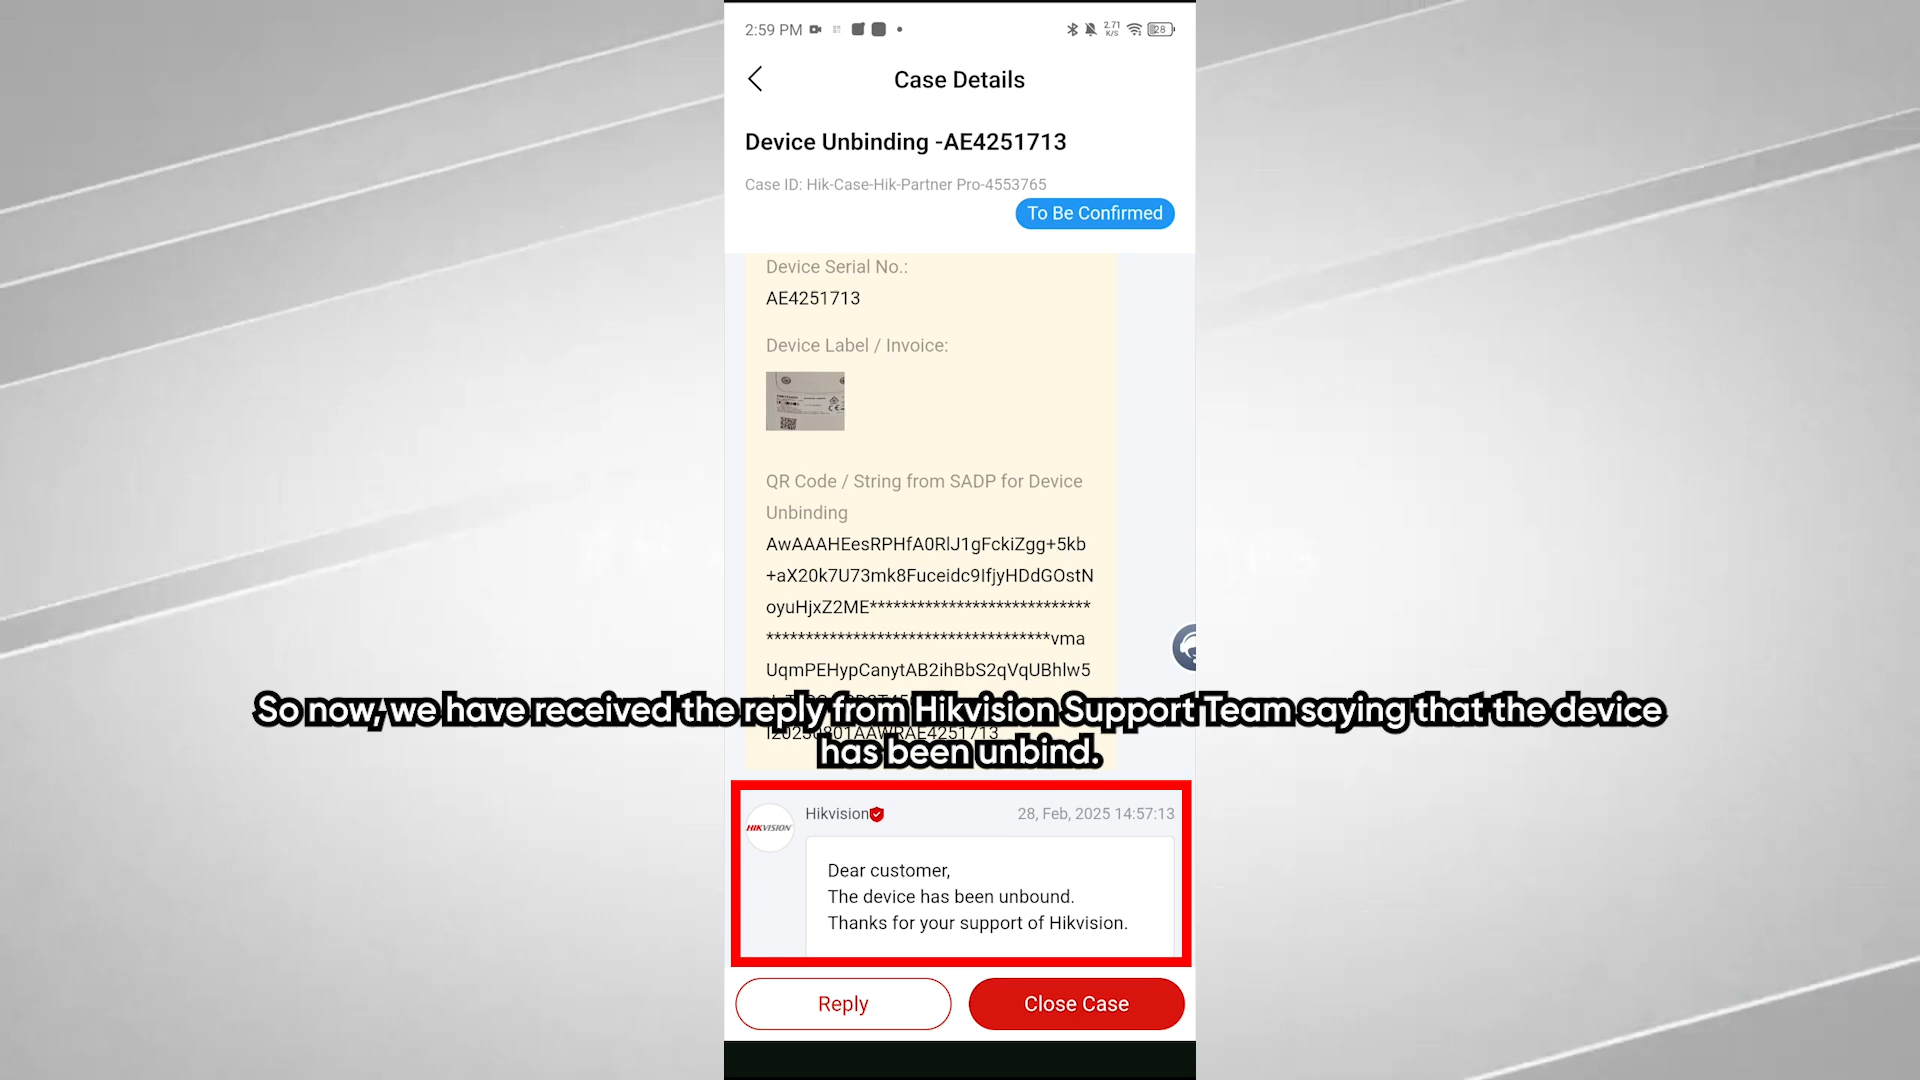 2:59 PM
2.71
K/S
28
Case Details
Device Unbinding -AE4251713
Case ID: Hik-Case-Hik-Partner Pro-4553765
To Be Confirmed
Device Serial No.:
AE4251713
Device Label / Invoice:
QR Code / String from SADP for Device
Unbinding
AwAAAHEesRPHfA0RlJ1gFckiZgg+5kb
+aX20k7U73mk8Fuceidc9IfjyHDdGOstN
oyuHjxZ2ME****************************
************************************vma
UqmPEHypCanytAB2ihBbS2qVqUBhlw5
So now, we have received the reply from Hikvision Support Team saying that the device
has been unbind.
Hikvision
28, Feb, 2025 14:57:13
HIKVISION
Dear customer,
The device has been unbound.
Thanks for your support of Hikvision.
Reply
Close Case